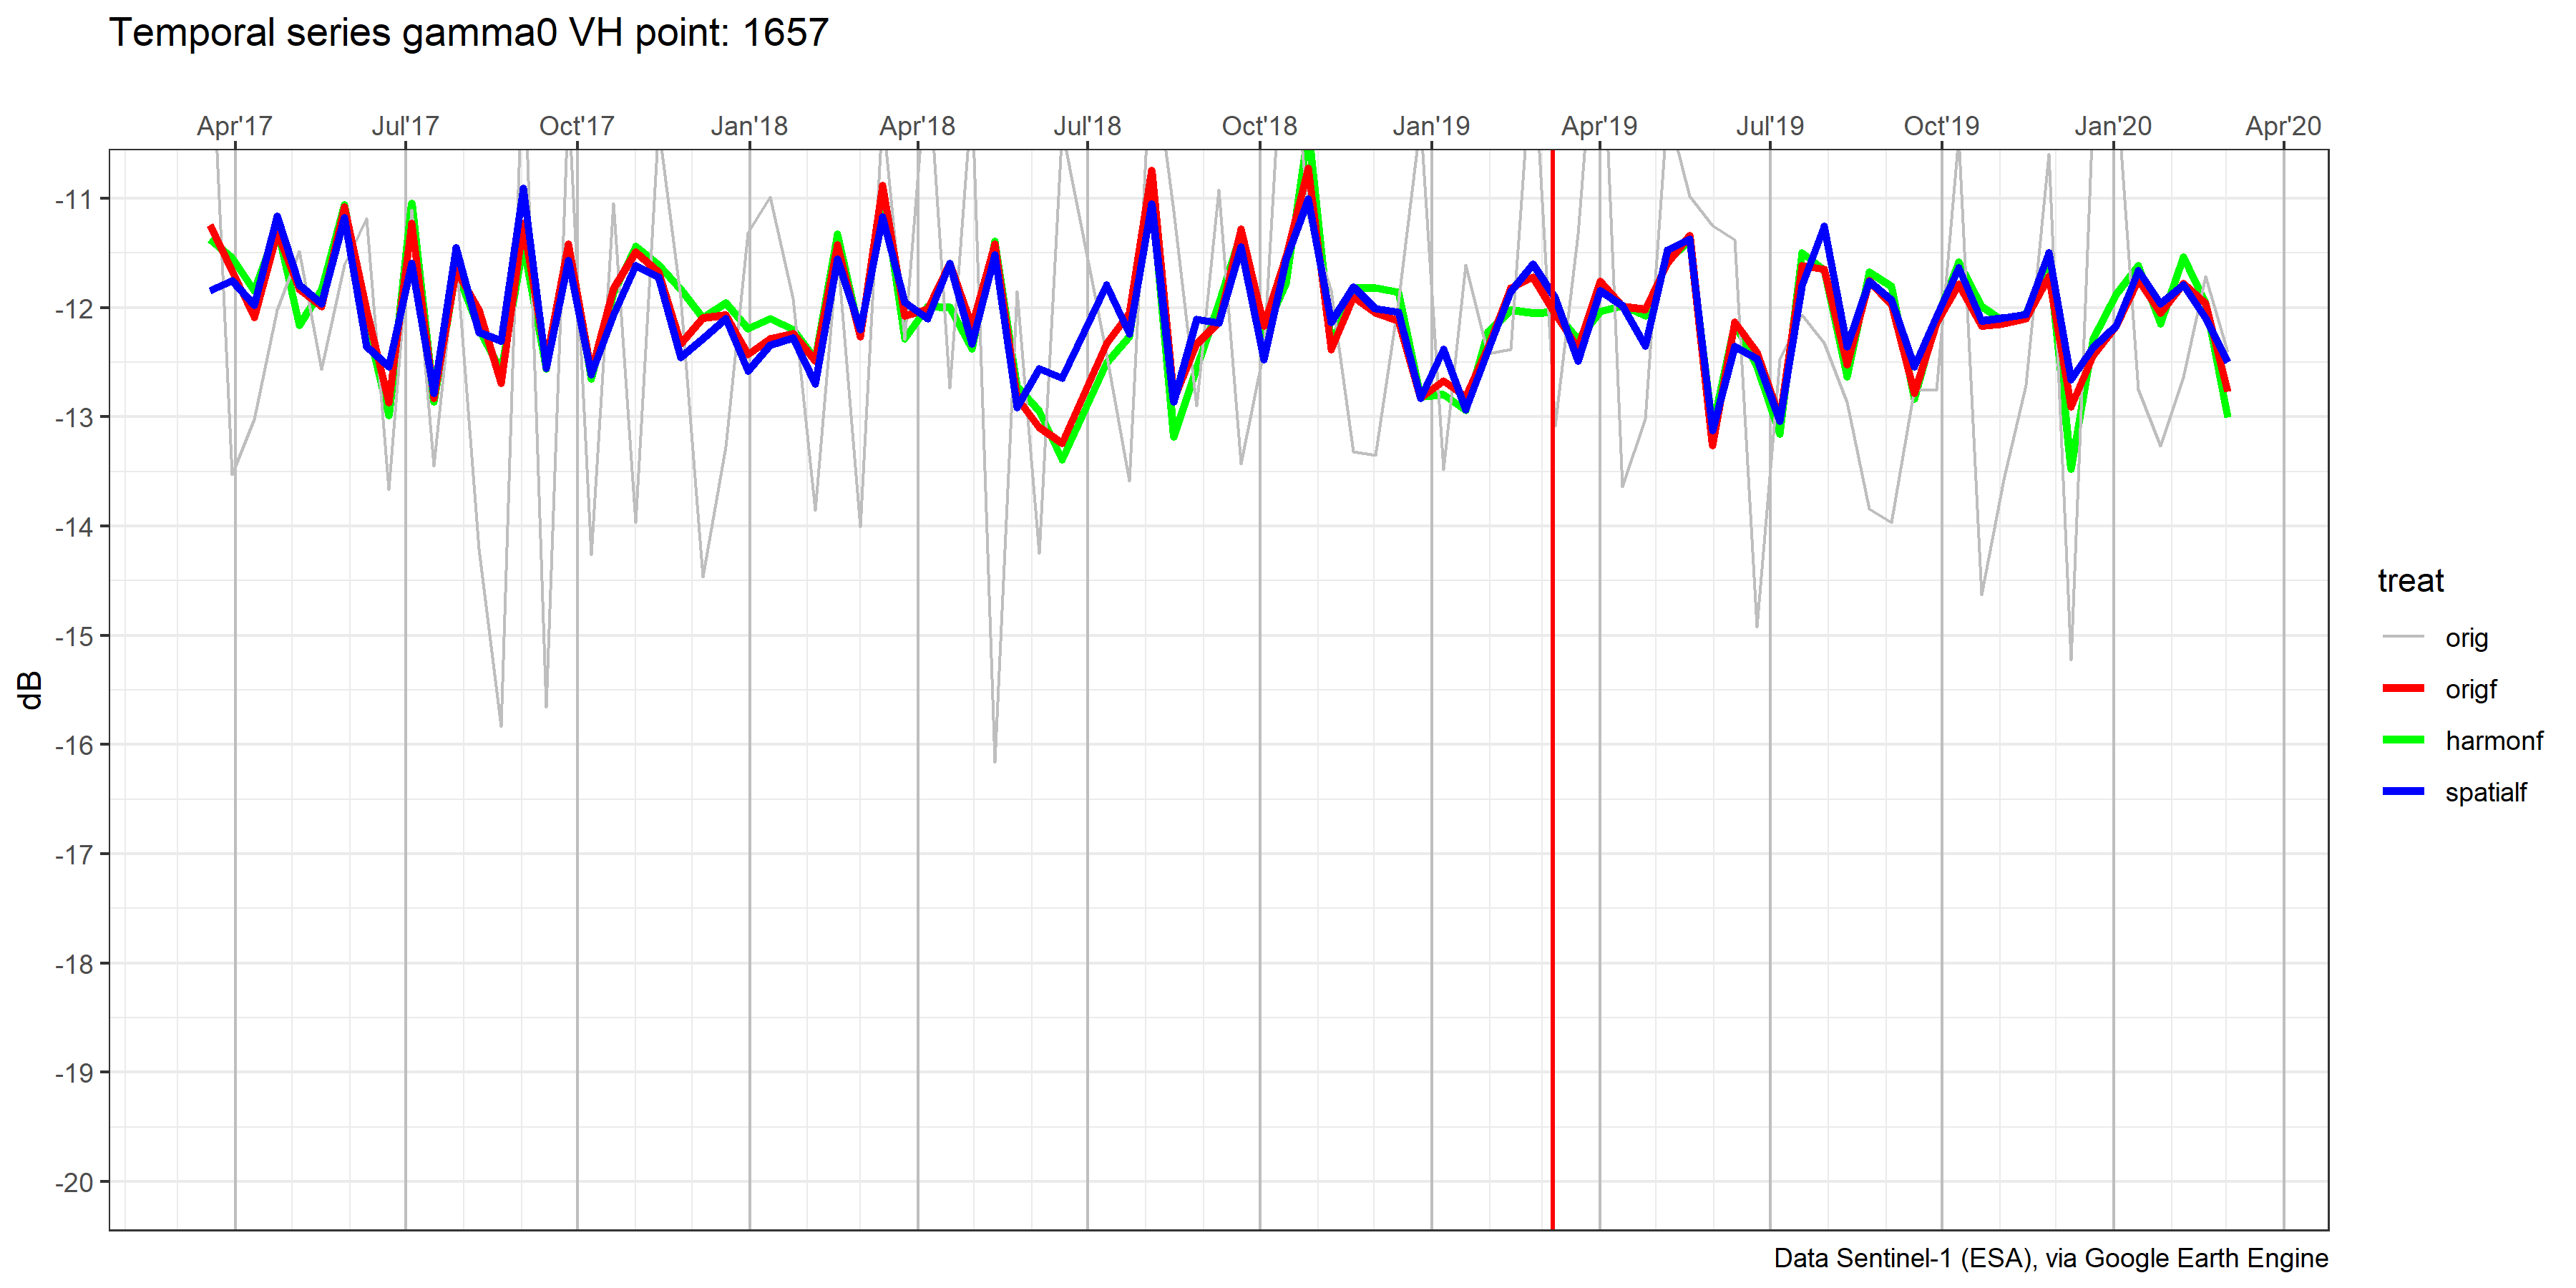 Temporal series gamma0 VH point: 1657
Apr'17 Jul'17 Oct'17 Jan'18 Apr'18 Jul'18 Oct'18 Jan'19 Apr'19 Jul'19 Oct'19 Jan'20 Apr'20
-11
-12
-13
-14
-15
-16
-17
-18
-19
-20
dB
treat
orig
origf
harmonf
spatialf
Data Sentinel-1 (ESA), via Google Earth Engine